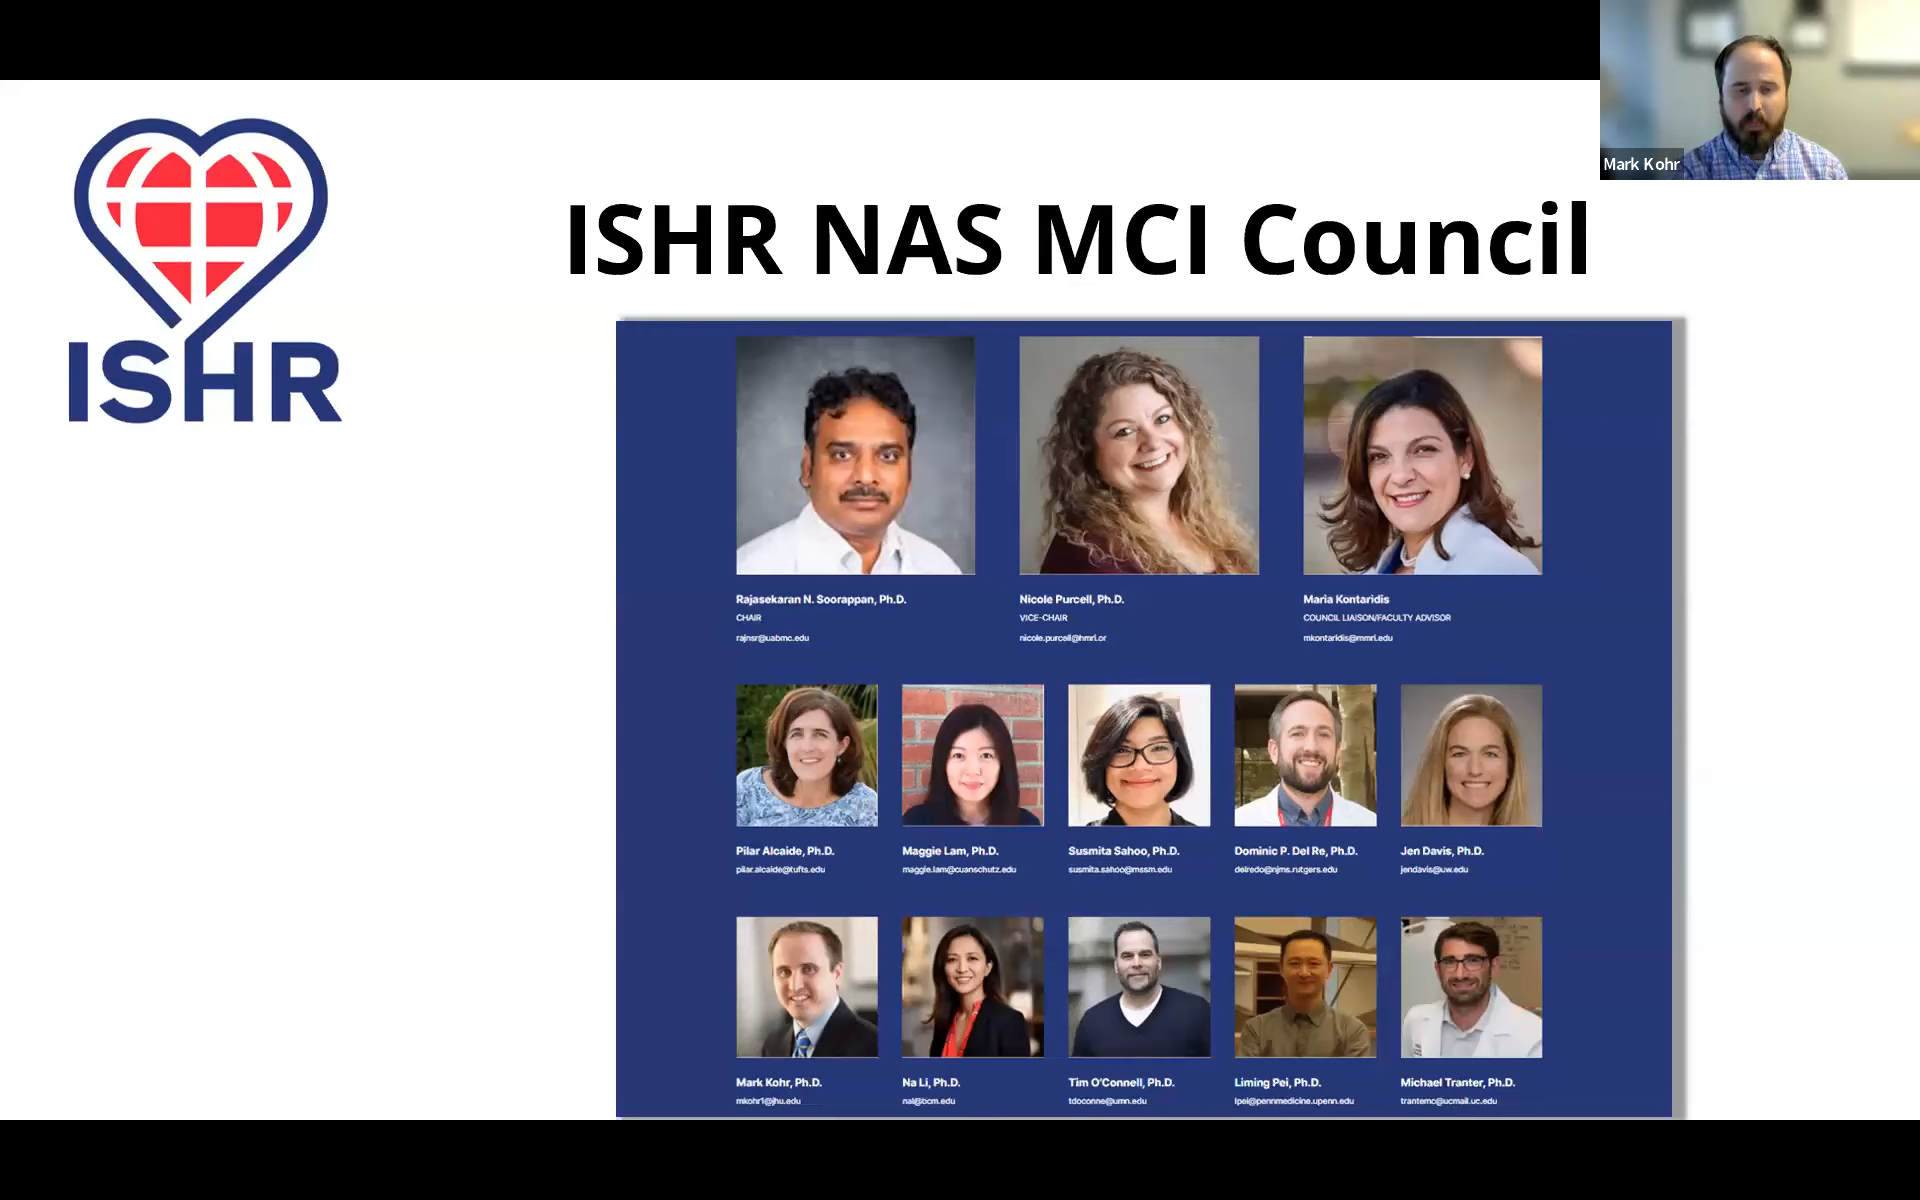 Mark Kohr
ISHR
ISHR NAS MCI Council
Rajasekaran N. Soorappan, Ph.D.
CHAIR
rajnsr@uabmc.edu
Nicole Purcell, Ph.D.
VICE-CHAIR
nicole.purcell@hmri.or
Maria Kontaridis
COUNCIL LIAISON/FACULTY ADVISOR
mkontaridis@mmri.edu
Pilar Alcaide, Ph.D.
pilar.alcaide@tufts.edu
Maggie Lam, Ph.D.
maggie.lam@cuanschutz.edu
Susmita Sahoo, Ph.D.
susmita.sahoo@mssm.edu
Dominic P. Del Re, Ph.D.
delredo@njms.rutgers.edu
Jen Davis, Ph.D.
jendavis@uw.edu
Mark Kohr, Ph.D.
mkohr1@jhu.edu
Na Li, Ph.D.
nal@bcm.edu
Tim O'Connell, Ph.D.
tdoconne@umn.edu
Liming Pei, Ph.D.
lpei@pennmedicine.upenn.edu
Michael Tranter, Ph.D.
trantemc@ucmail.uc.edu